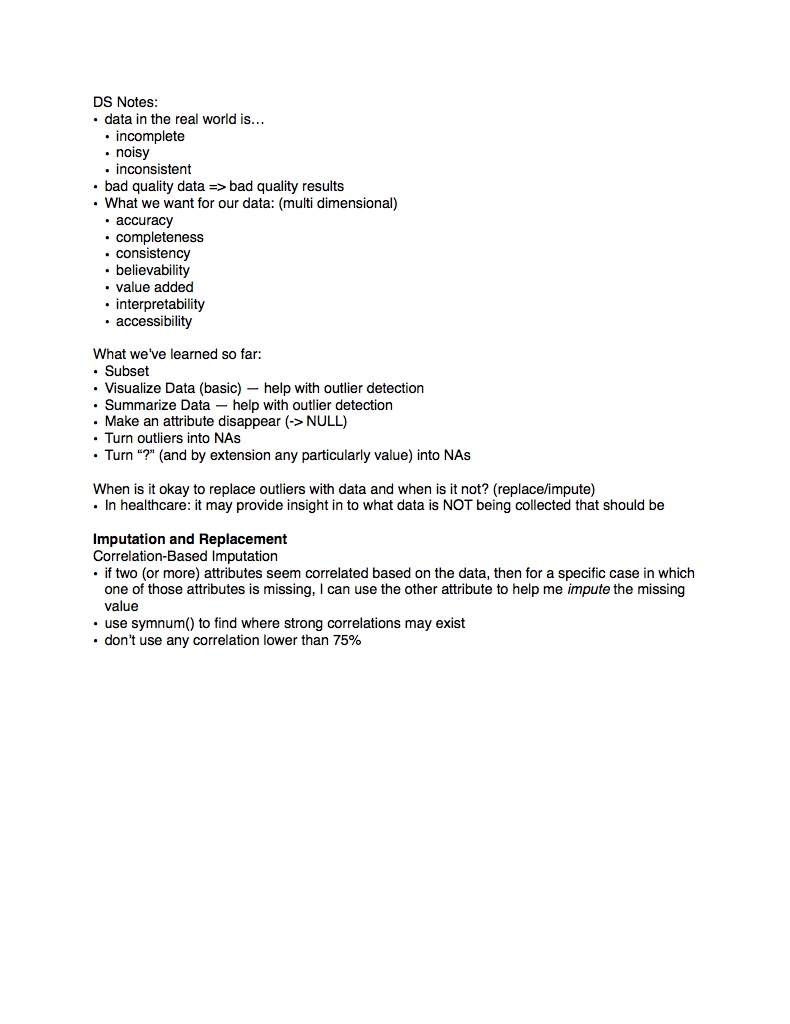 DS Notes:
• data in the real world is…
• incomplete
• noisy
• inconsistent
• bad quality data => bad quality results
• What we want for our data: (multi dimensional)
• accuracy
• completeness
• consistency
• believability
• value added
• interpretability
• accessibility
What we've learned so far:
• Subset
• Visualize Data (basic) — help with outlier detection
• Summarize Data — help with outlier detection
• Make an attribute disappear (-> NULL)
• Turn outliers into NAs
• Turn “?” (and by extension any particularly value) into NAs
When is it okay to replace outliers with data and when is it not? (replace/impute)
• In healthcare: it may provide insight in to what data is NOT being collected that should be
Imputation and Replacement
Correlation-Based Imputation
• if two (or more) attributes seem correlated based on the data, then for a specific case in which
one of those attributes is missing, I can use the other attribute to help me impute the missing
value
• use symnum() to find where strong correlations may exist
• don't use any correlation lower than 75%